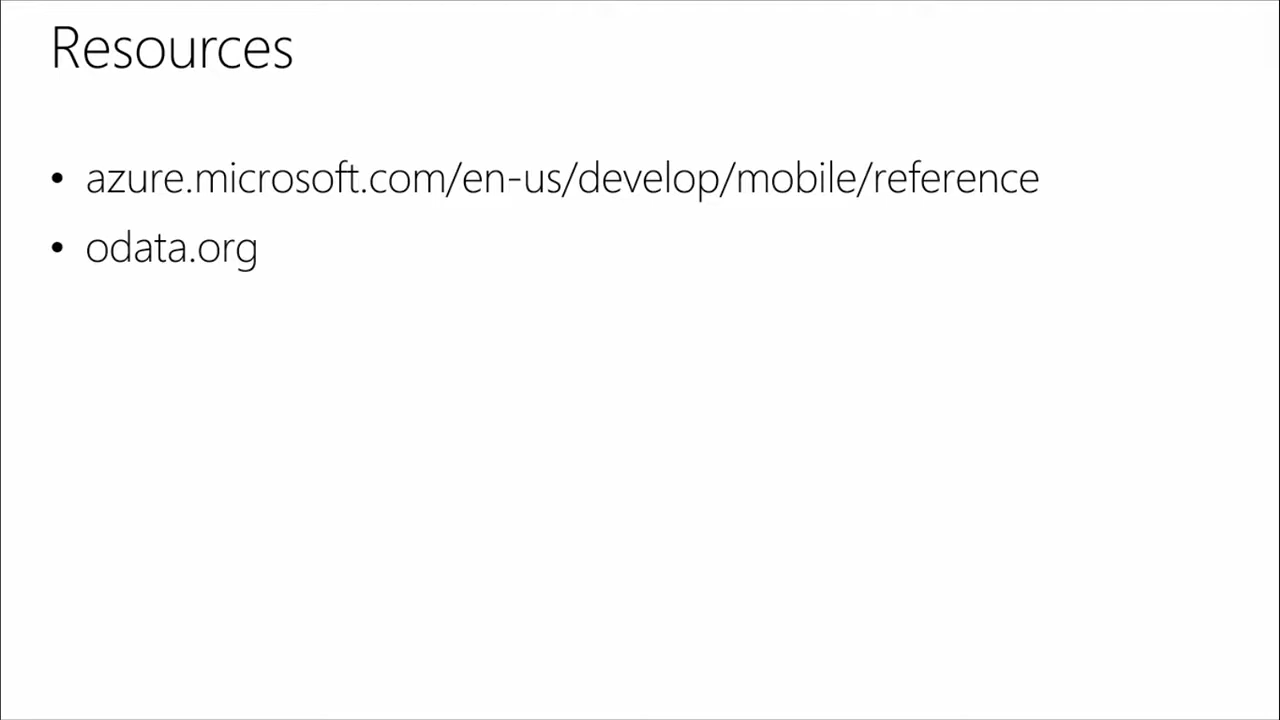 Resources
• azure.microsoft.com/en-us/develop/mobile/reference
• odata.org